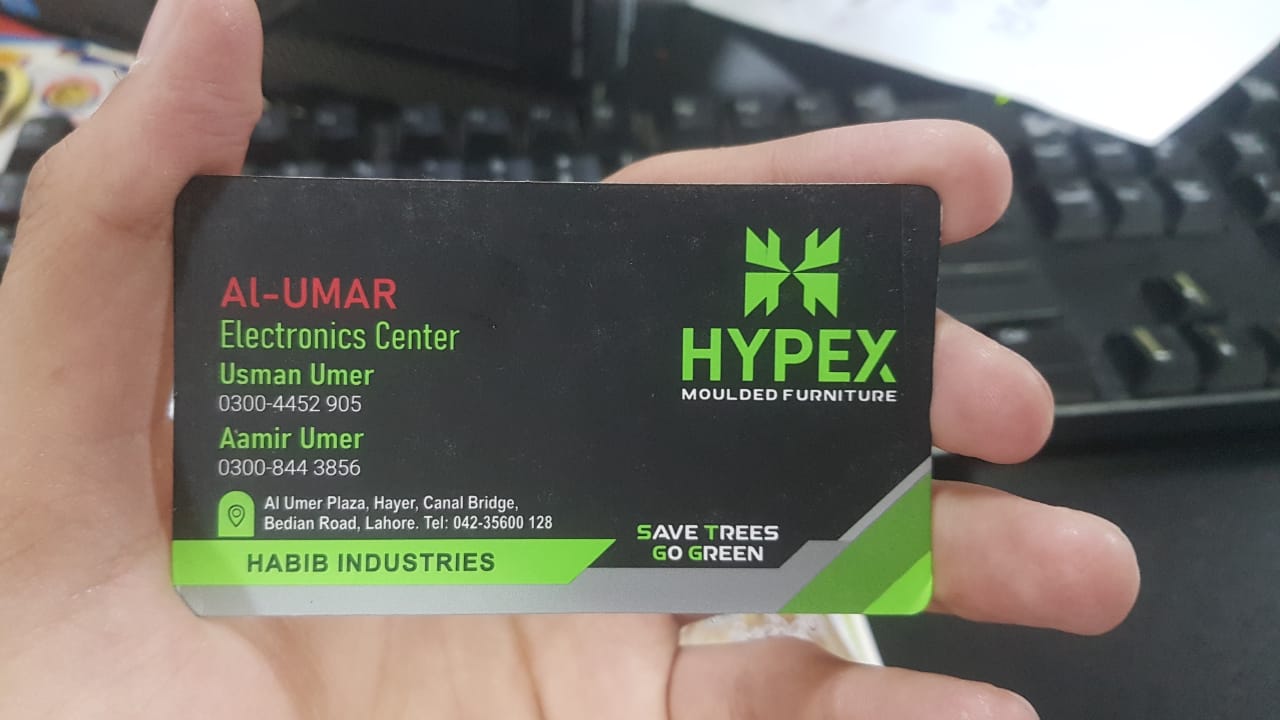 Al-UMAR
Electronics Center
Usman Umer
0300-4452 905
Aamir Umer
0300-844 3856
Al Umer Plaza, Hayer, Canal Bridge,
Bedian Road, Lahore. Tel: 042-35600 128
HABIB INDUSTRIES
HYPEX
MOULDED FURNITURE
SAVE TREES
GO GREEN